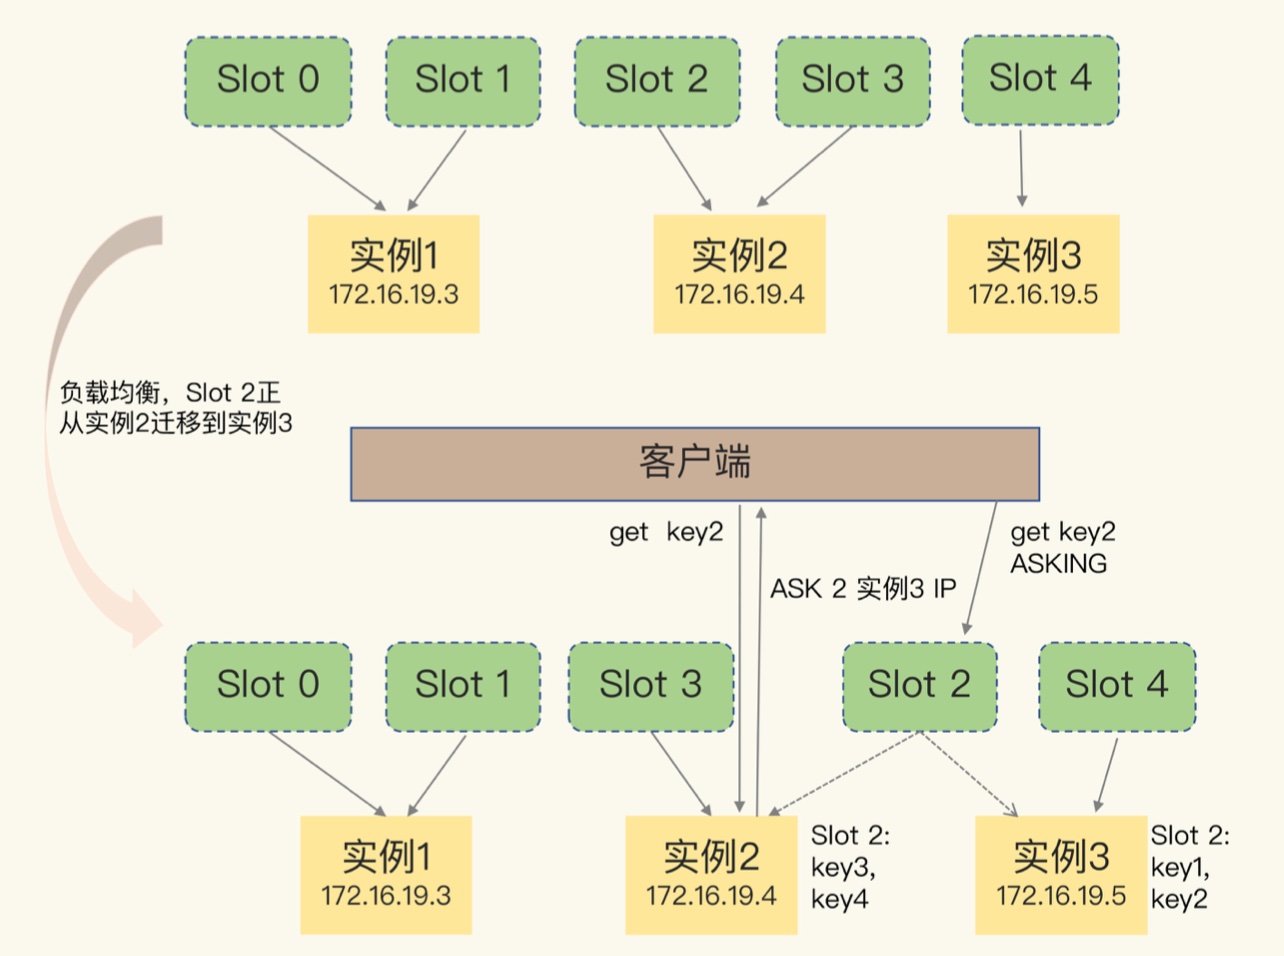 Slot 0
Slot 1
Slot 2
Slot 3
Slot 4
实例1
172.16.19.3
实例2
172.16.19.4
实例3
172.16.19.5
负载均衡，Slot 2正
从实例2迁移到实例3
客户端
get  key2
ASK 2 实例3 IP
get key2
ASKING
Slot 0
Slot 1
Slot 3
Slot 2
Slot 4
实例1
172.16.19.3
实例2
172.16.19.4
Slot 2:
key3,
key4
实例3
172.16.19.5
Slot 2:
key1,
key2